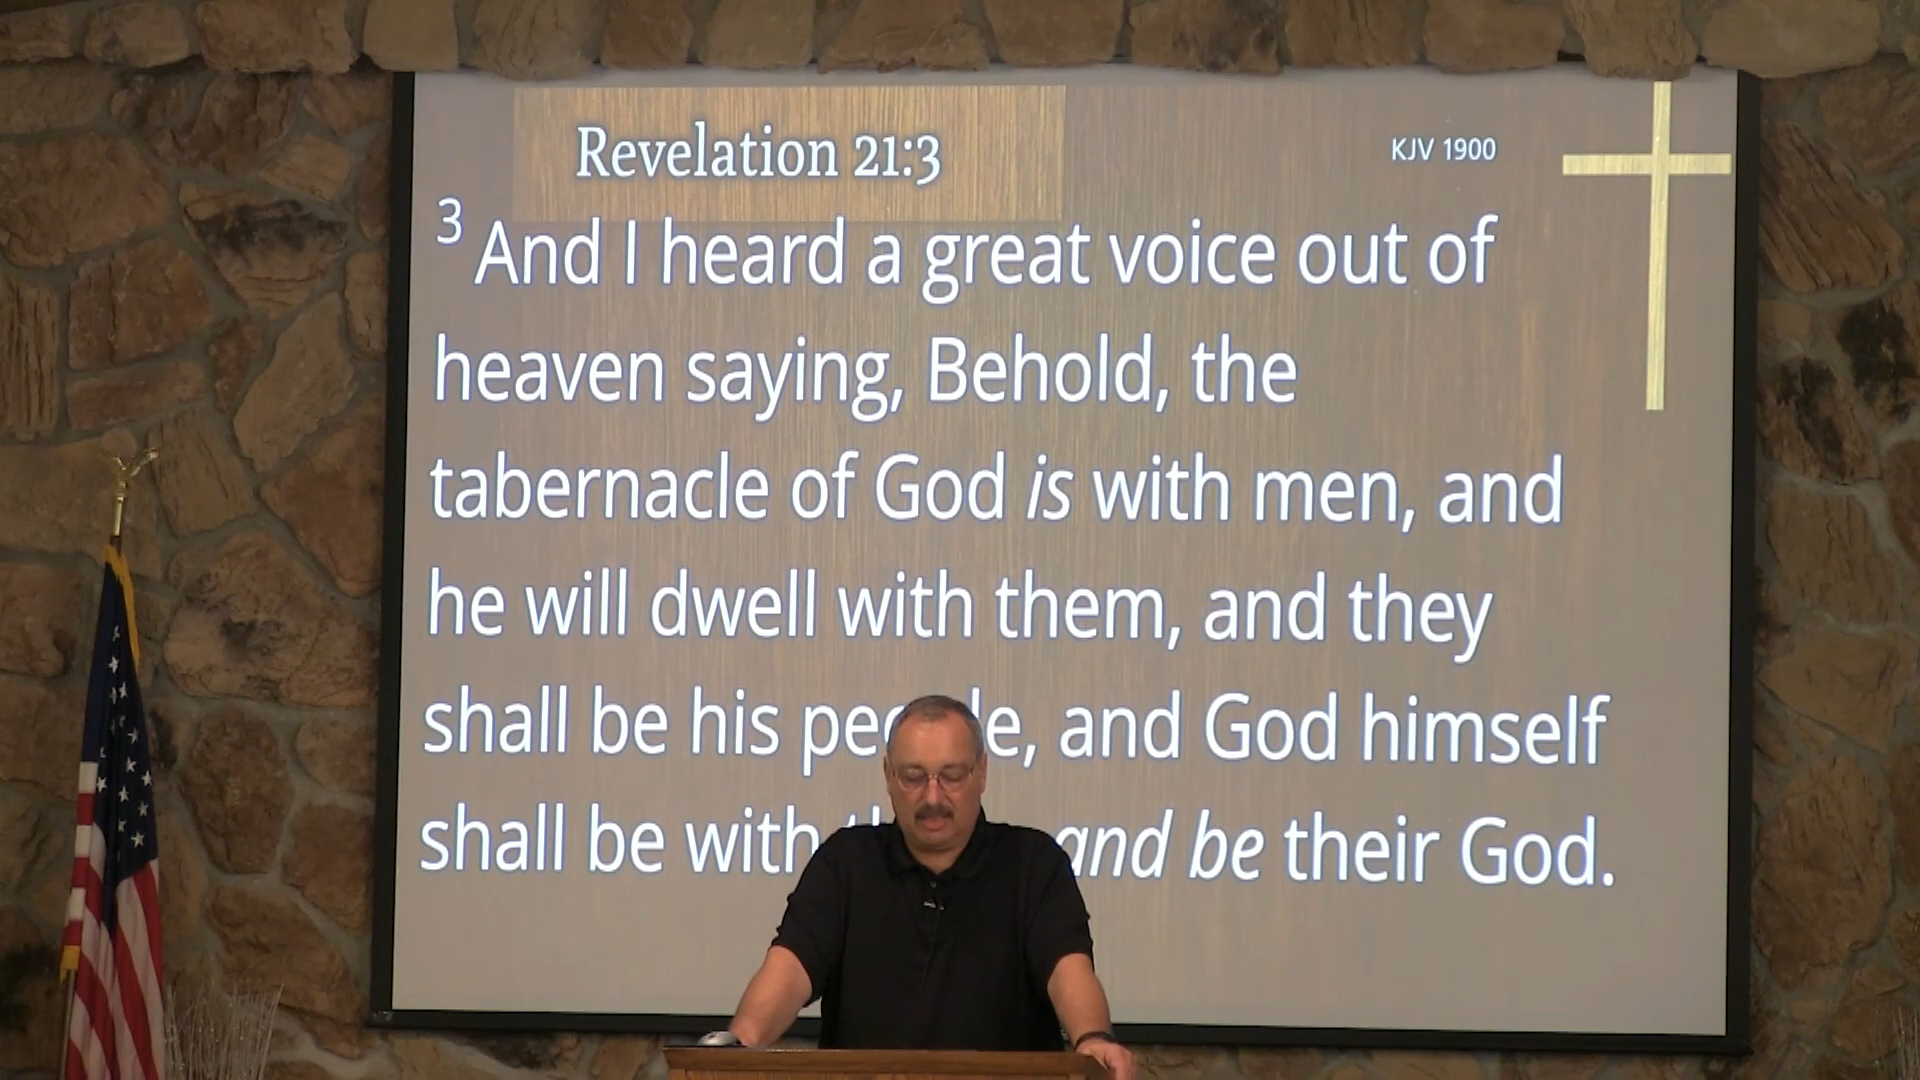 Revelation 21:3
KJV 1900
3 And I heard a great voice out of
heaven saying, Behold, the
tabernacle of God is with men, and
he will dwell with them, and they
shall be his people, and God himself
shall be with and be their God.